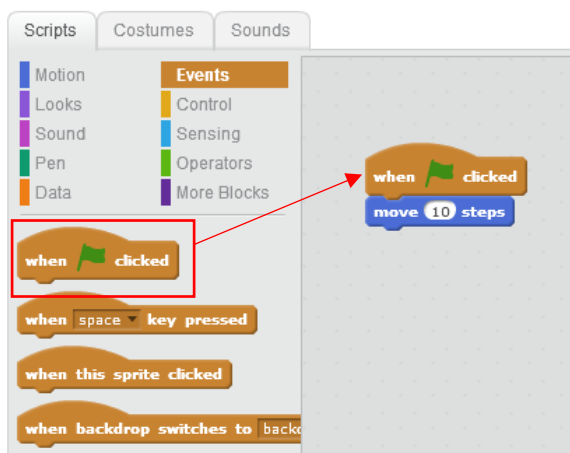 Scripts Costumes Sounds
Motion Events
Looks Control
Sound Sensing
Pen Operators
Data More Blocks
when clicked
when space key pressed
when this sprite clicked
when backdrop switches to
when clicked
move 10 steps